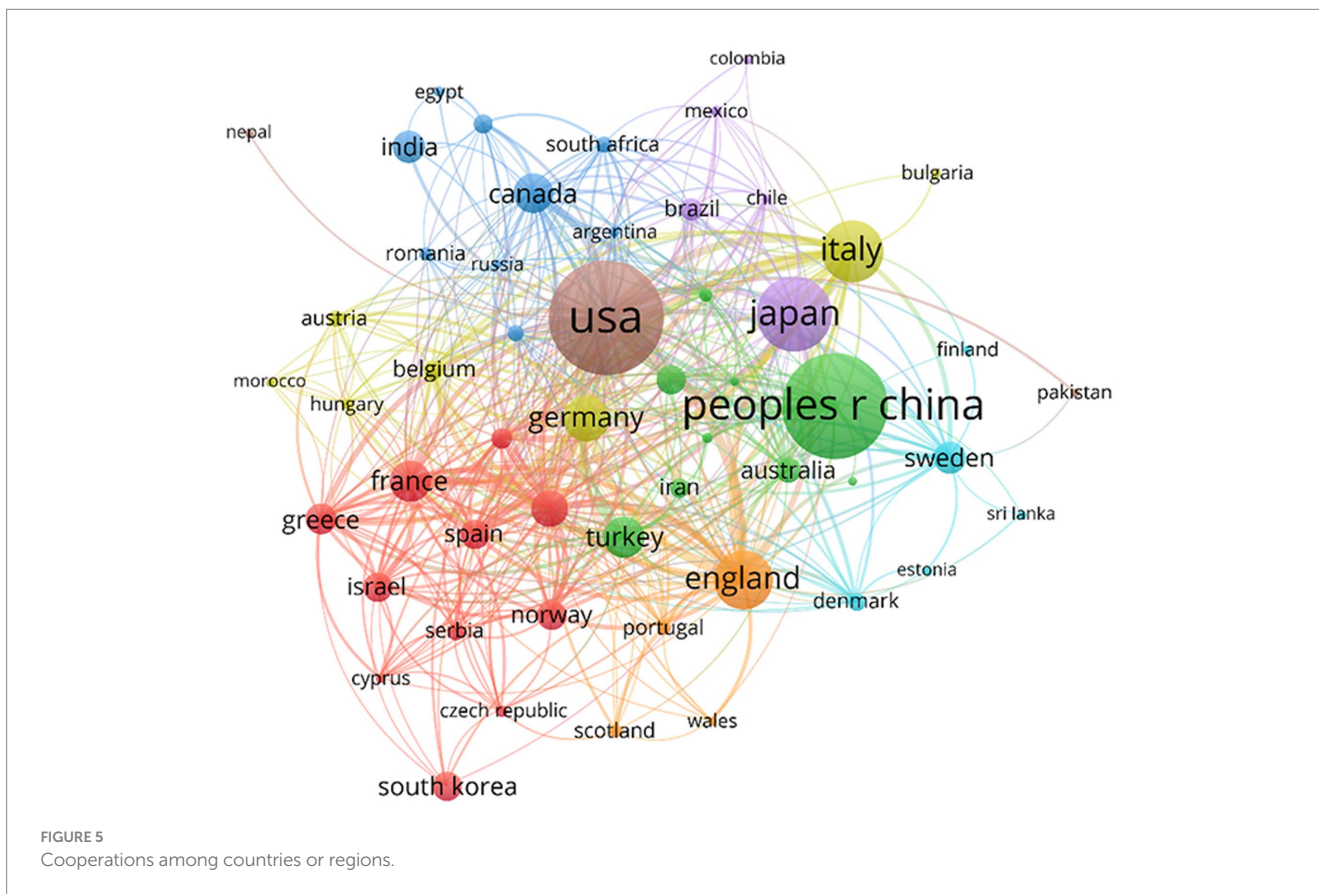 colombia
egypt
mexico
nepal
india
south africa
bulgaria
canada
chile
brazil
argentina
italy
romania
russia
usa
japan
austria
finland
belgium
morocco
pakistan
hungary
peoples r china
germany
sweden
australia
france
iran
greece
sri lanka
spain
turkey
estonia
england
israel
denmark
norway
portugal
serbia
cyprus
czech republic
wales
scotland
south korea
FIGURE 5
Cooperations among countries or regions.